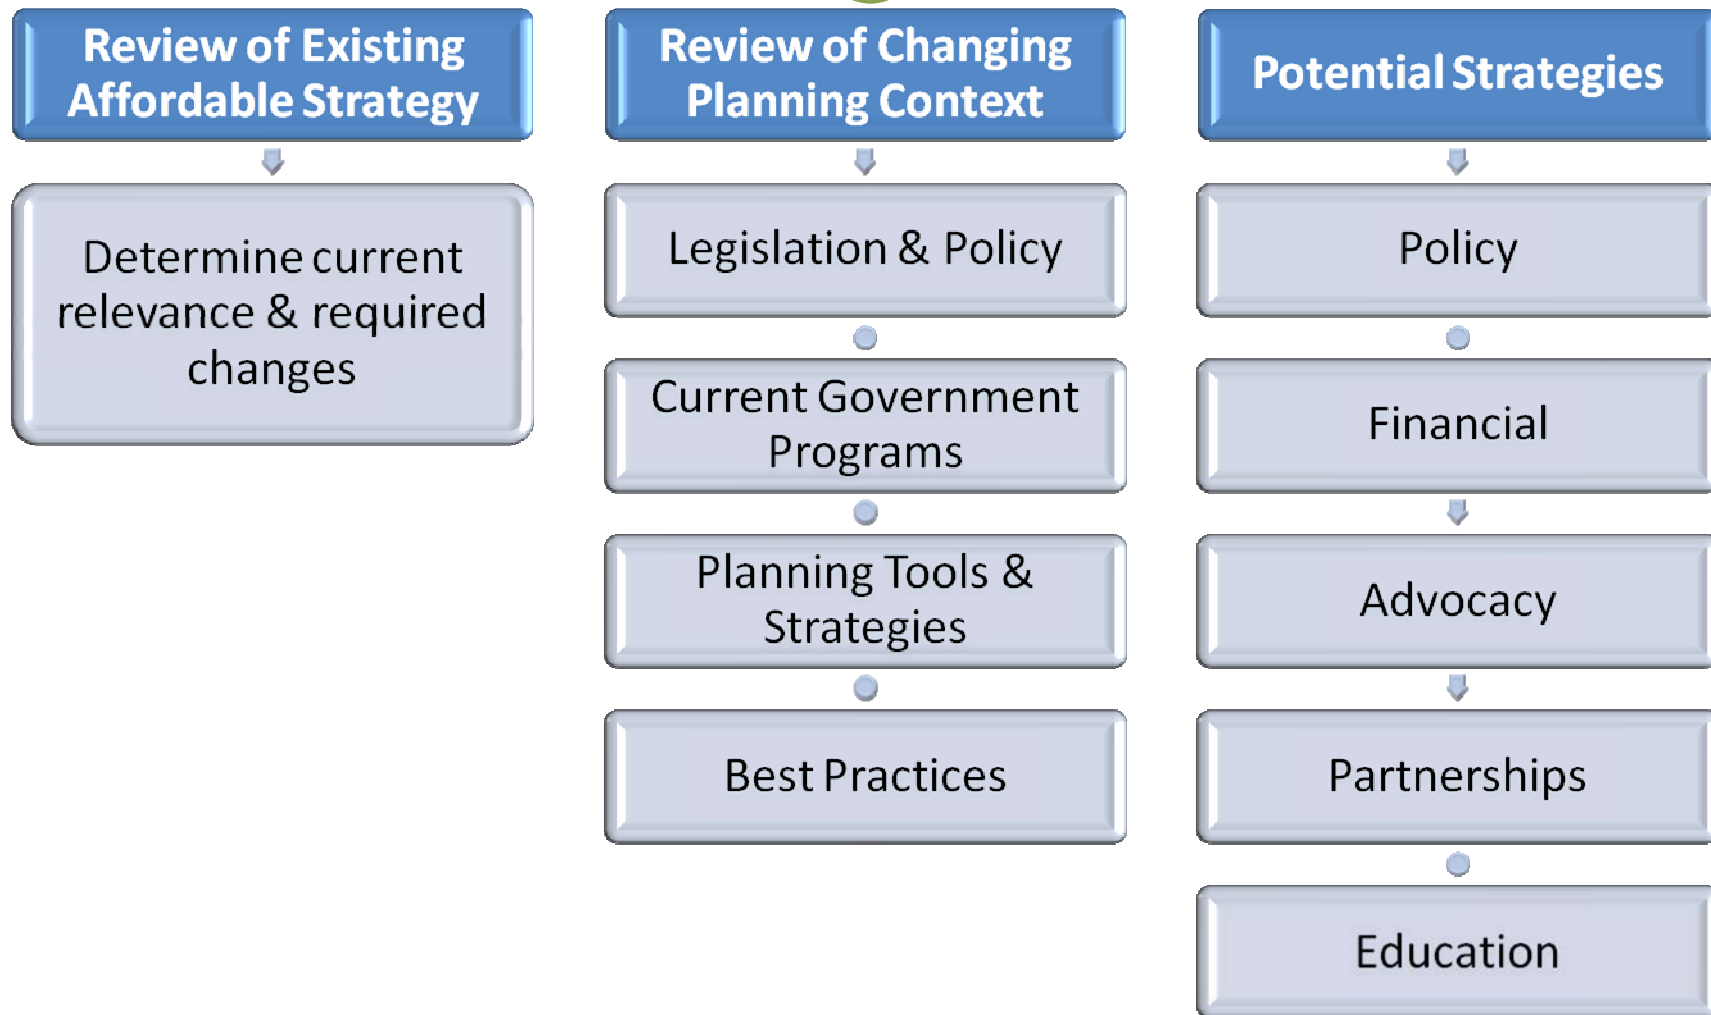 Review of Existing
Affordable Strategy
Determine current
relevance & required
changes
Review of Changing
Planning Context
Legislation & Policy
Current Government
Programs
Planning Tools &
Strategies
Best Practices
Potential Strategies
Policy
Financial
Advocacy
Partnerships
Education